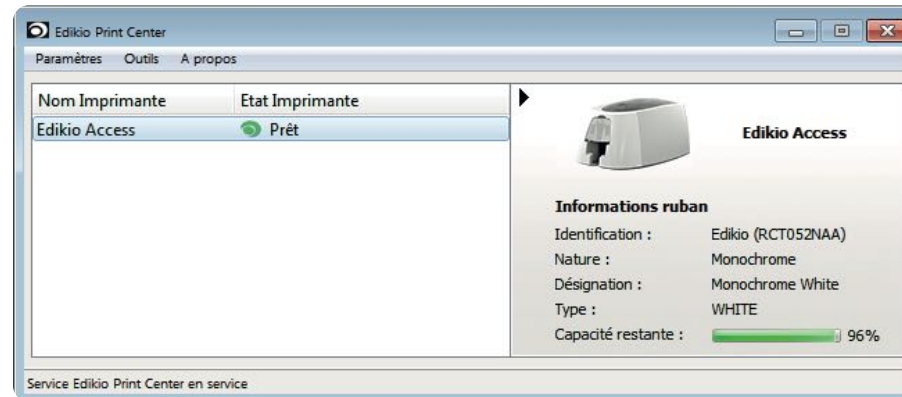 Edikio Print Center
Paramètres Outils A propos
Nom Imprimante Etat Imprimante
Edikio Access Prêt
Edikio Access
Informations ruban
Identification : Edikio (RCT052NAA)
Nature : Monochrome
Désignation : Monochrome White
Type : WHITE
Capacité restante : 96%
Service Edikio Print Center en service